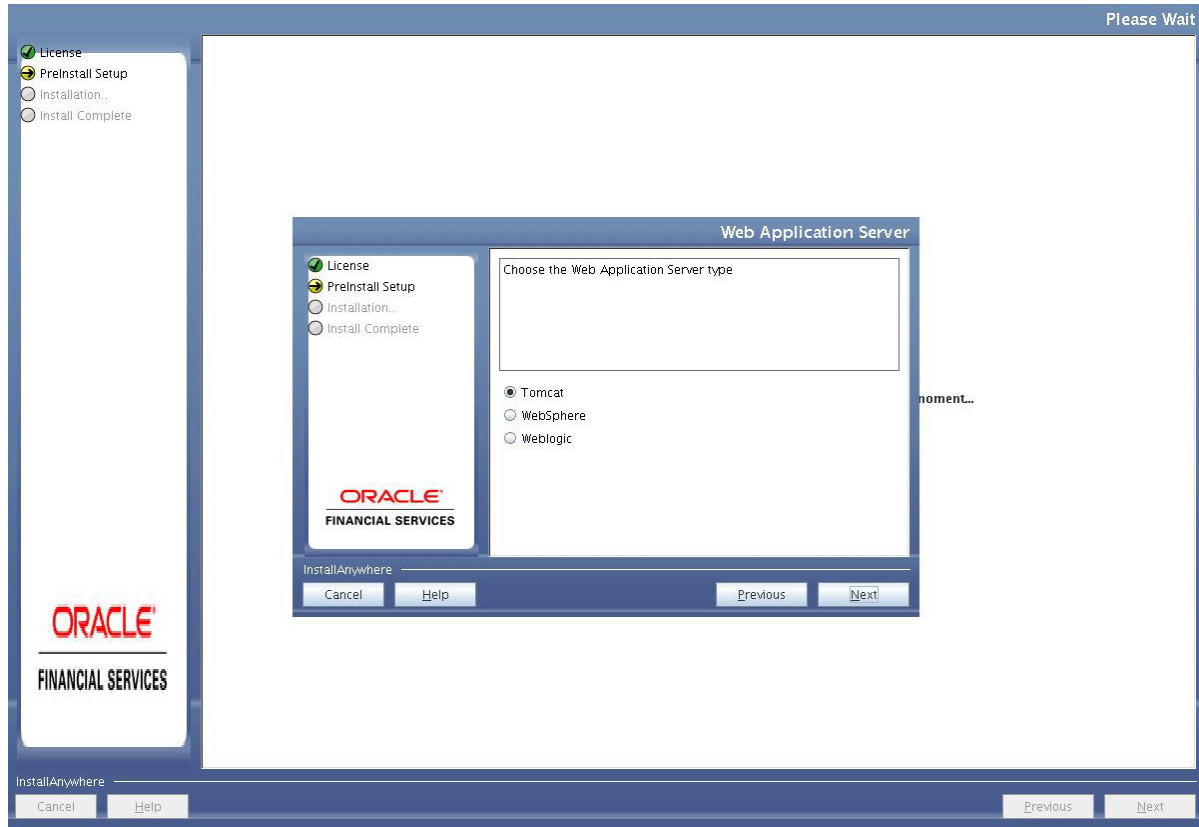 Please Wait
License
PreInstall Setup
Installation..
Install Complete
Web Application Server
License
PreInstall Setup
Installation..
Install Complete
Choose the Web Application Server type
Tomcat
WebSphere
Weblogic
ORACLE
FINANCIAL SERVICES
InstallAnywhere
Cancel
Help
Previous
Next
ORACLE
FINANCIAL SERVICES
InstallAnywhere
Cancel
Help
Previous
Next